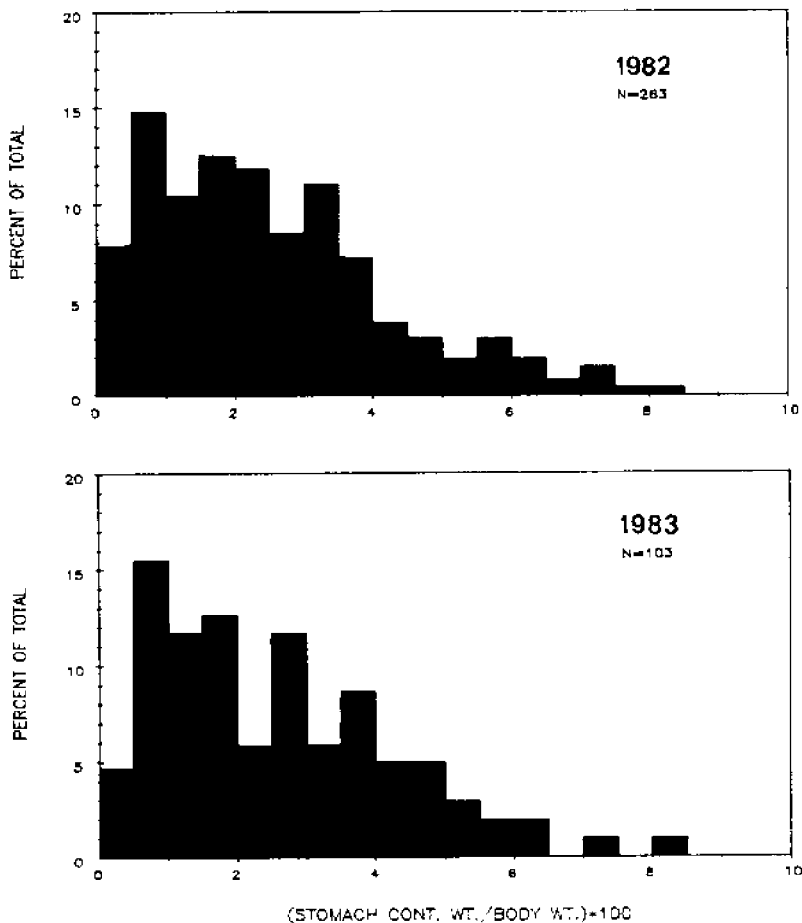 20
15
10
5
0
PERCENT OF TOTAL
1982
N=263
0 2 4 6 8 10
20
15
10
5
0
PERCENT OF TOTAL
1983
N=103
0 2 4 6 8 10
(STOMACH CONT. WT./BODY WT.)*100